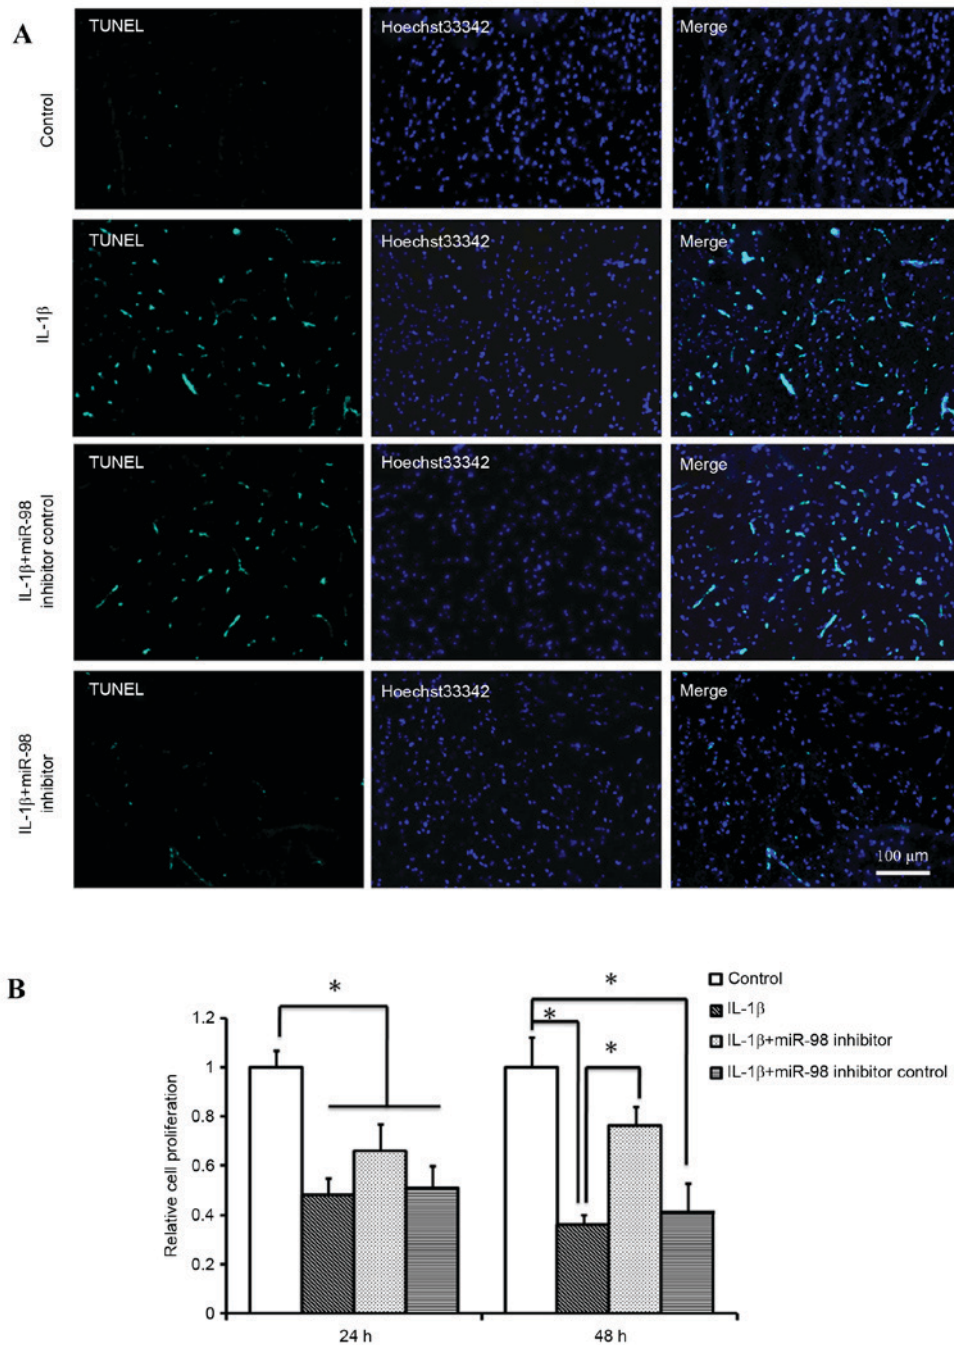 A
TUNEL
Hoechst33342
Merge
Control
TUNEL
Hoechst33342
Merge
IL-1β
TUNEL
Hoechst33342
Merge
IL-1β+miR-98
inhibitor control
TUNEL
Hoechst33342
Merge
IL-1β+miR-98
inhibitor
100 μm
B
Control
IL-1β
IL-1β+miR-98 inhibitor
IL-1β+miR-98 inhibitor control
*
*
*
*
Relative cell proliferation
1.2
1
0.8
0.6
0.4
0.2
0
24 h
48 h